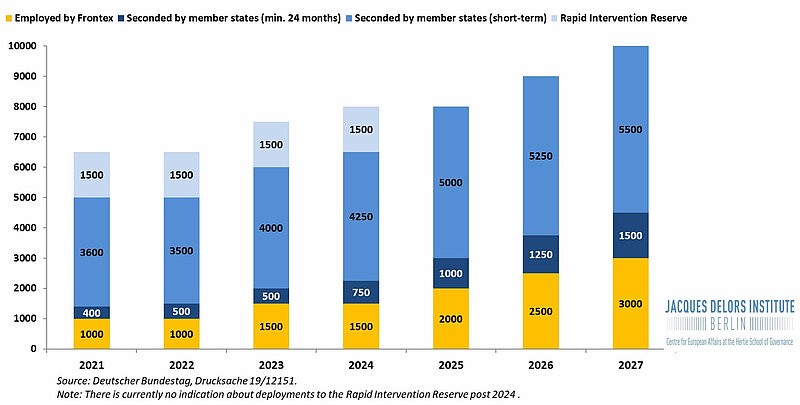 Employed by Frontex Seconded by member states (min. 24 months) Seconded by member states (short-term) Rapid Intervention Reserve
10000
9000
8000
7000
6000
5000
4000
3000
2000
1000
0
1500 1500 1500 1500
3600 3500 4000 4250 5000 5250 5500
400 500 500 750 1000 1250 1500
1000 1000 1500 1500 2000 2500 3000
2021 2022 2023 2024 2025 2026 2027
JACQUES DELORS INSTITUTE
BERLIN
Centre for European Affairs at the Hertie School of Governance
Source: Deutscher Bundestag, Drucksache 19/12151.
Note: There is currently no indication about deployments to the Rapid Intervention Reserve post 2024 .